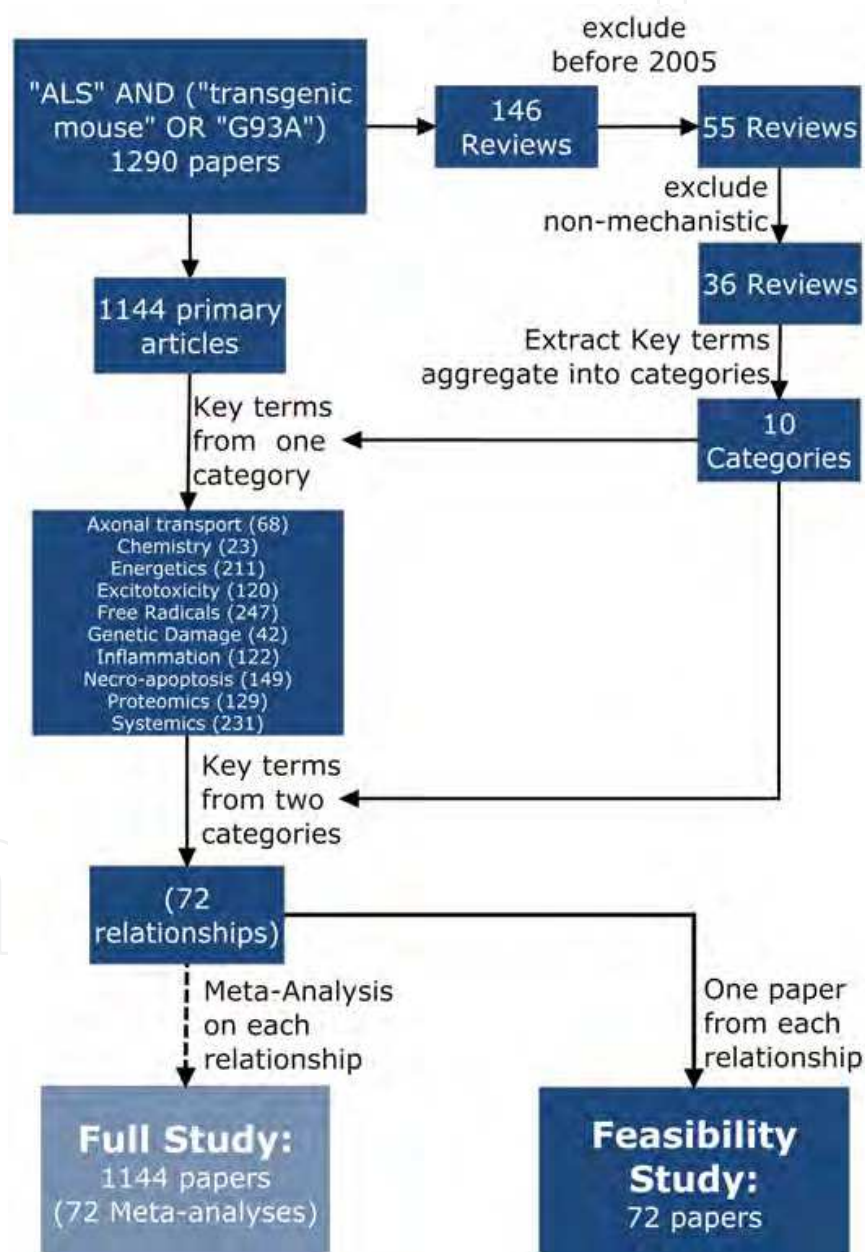 exclude
before 2005
"ALS" AND ("transgenic
mouse" OR "G93A")
1290 papers
146
Reviews
55 Reviews
exclude
non-mechanistic
36 Reviews
1144 primary
articles
Extract Key terms
aggregate into categories
10
Categories
Key terms
from one
category
Axonal transport (68)
Chemistry (23)
Energetics (211)
Excitotoxicity (120)
Free Radicals (247)
Genetic Damage (42)
Inflammation (122)
Necro-apoptosis (149)
Proteomics (129)
Systemics (231)
Key terms
from two
categories
(72
relationships)
Meta-Analysis
on each
relationship
One paper
from each
relationship
Full Study:
1144 papers
(72 Meta-analyses)
Feasibility
Study:
72 papers